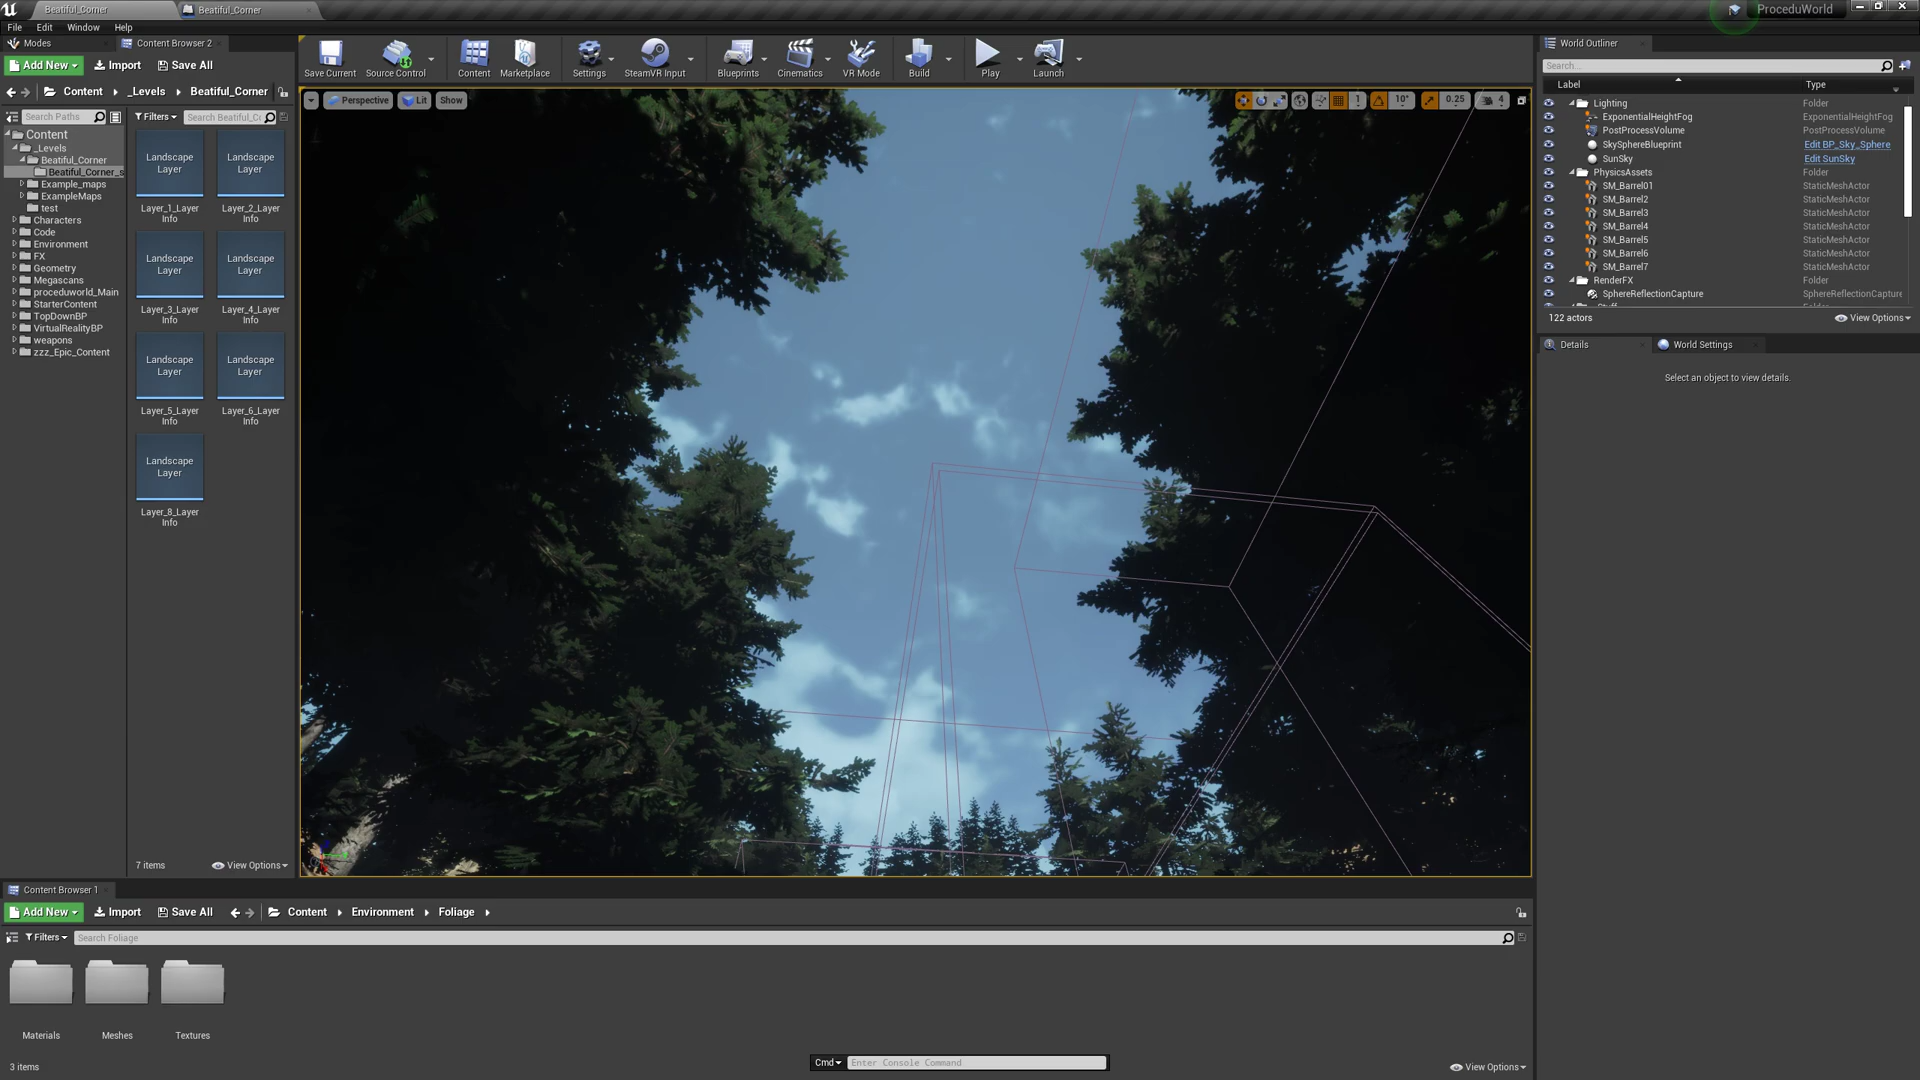 Beatiful_Corner
Beatiful_Corner
ProceduWorld
File Edit Window Help
Modes
Content Browser 2
Add New Import Save All
Content _Levels Beatiful_Corner
Search Paths
Content
_Levels
Beatiful_Corner
Beatiful_Corner_s
Example_maps
ExampleMaps
test
Characters
Code
Environment
FX
Geometry
Megascans
proceduworld_Main
StarterContent
TopDownBP
VirtualRealityBP
weapons
zzz_Epic_Content
Filters
Search Beatiful_C
Landscape
Layer
Layer_1_Layer
Info
Landscape
Layer
Layer_2_Layer
Info
Landscape
Layer
Layer_3_Layer
Info
Landscape
Layer
Layer_4_Layer
Info
Landscape
Layer
Layer_5_Layer
Info
Landscape
Layer
Layer_6_Layer
Info
Landscape
Layer
Layer_8_Layer
Info
7 items View Options
Save Current Source Control Content Marketplace Settings SteamVR Input Blueprints Cinematics VR Mode Build Play Launch
Perspective Lit Show
1 10° 0.25 4
World Outliner
Search...
Label Type
Lighting Folder
ExponentialHeightFog ExponentialHeightFog
PostProcessVolume PostProcessVolume
SkySphereBlueprint Edit BP_Sky_Sphere
SunSky Edit SunSky
PhysicsAssets Folder
SM_Barrel01 StaticMeshActor
SM_Barrel2 StaticMeshActor
SM_Barrel3 StaticMeshActor
SM_Barrel4 StaticMeshActor
SM_Barrel5 StaticMeshActor
SM_Barrel6 StaticMeshActor
SM_Barrel7 StaticMeshActor
RenderFX Folder
SphereReflectionCapture SphereReflectionCapture
122 actors View Options
Details World Settings
Select an object to view details.
Content Browser 1
Add New Import Save All Content Environment Foliage
Filters Search Foliage
Materials Meshes Textures
3 items
Cmd Enter Console Command
View Options